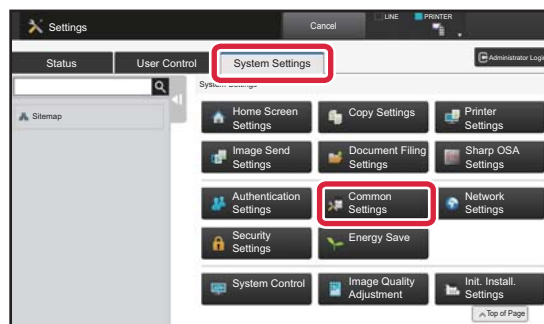 Settings
Cancel
LINE
PRINTER
Status
User Control
System Settings
Administrator Login
Sitemap
Home Screen
Settings
Copy Settings
Printer
Settings
Image Send
Settings
Document Filing
Settings
Sharp OSA
Settings
Authentication
Settings
Common
Settings
Network
Settings
Security
Settings
Energy Save
System Control
Image Quality
Adjustment
Init. Install.
Settings
Top of Page